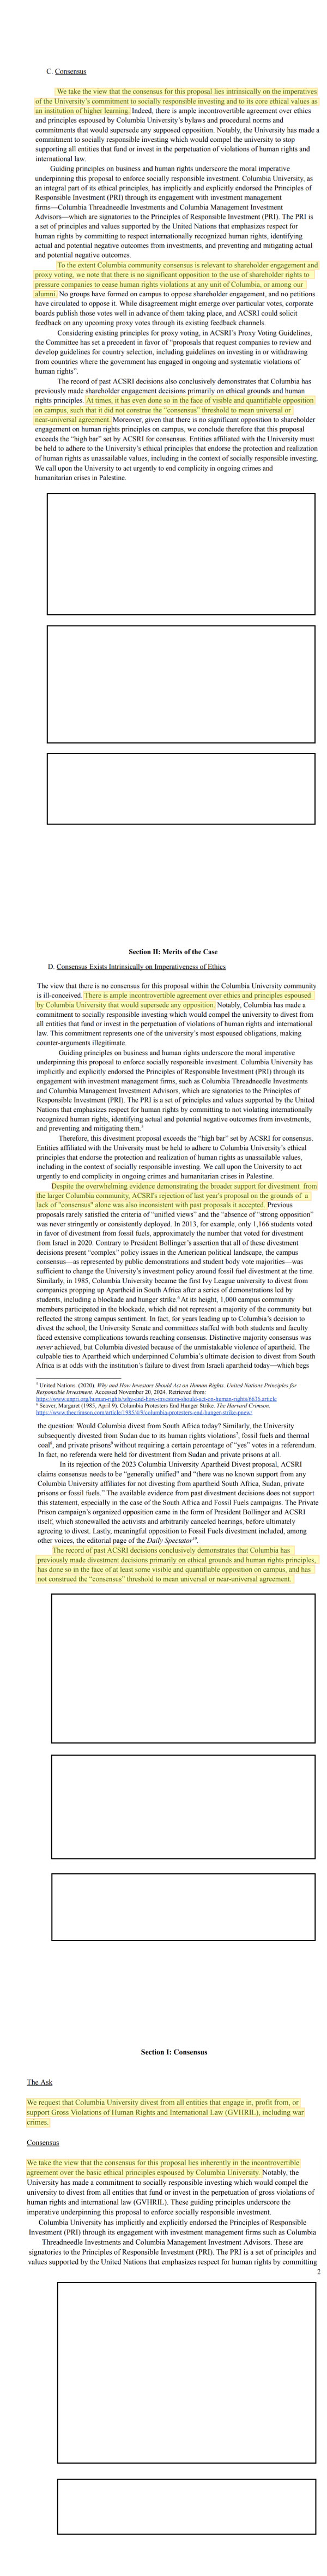 C. Consensus
We take the view that the consensus for this proposal lies intrinsically on the imperatives
of the University's commitment to socially responsible investing and to its core ethical values as
an institution of higher learning. Indeed, there is ample incontrovertible agreement over ethics
and principles espoused by Columbia University's bylaws and procedural norms and
commitments that would supersede any supposed opposition. Notably, the University has made a
commitment to socially responsible investing which would compel the university to stop
supporting all entities that fund or invest in the perpetuation of violations of human rights and
international law.
Guiding principles on business and human rights underscore the moral imperative
underpinning this proposal to enforce socially responsible investment. Columbia University, as
an integral part of its ethical principles, has implicitly and explicitly endorsed the Principles of
Responsible Investment (PRI) through its engagement with investment management
firms—Columbia Threadneedle Investments and Columbia Management Investment
Advisors—which are signatories to the Principles of Responsible Investment (PRI). The PRI is
a set of principles and values supported by the United Nations that emphasizes respect for
human rights by committing to respect internationally recognized human rights, identifying
actual and potential negative outcomes from investments, and preventing and mitigating actual
and potential negative outcomes.
To the extent Columbia community consensus is relevant to shareholder engagement and
proxy voting, we note that there is no significant opposition to the use of shareholder rights to
pressure companies to cease human rights violations at any unit of Columbia, or among our
alumni. No groups have formed on campus to oppose shareholder engagement, and no petitions
have circulated to oppose it. While disagreement might emerge over particular votes, corporate
boards publish those votes well in advance of them taking place, and ACSRI could solicit
feedback on any upcoming proxy votes through its existing feedback channels.
Considering existing principles for proxy voting, in ACSRI's Proxy Voting Guidelines,
the Committee has set a precedent in favor of "proposals that require companies to review and
develop guidelines for country selection, including guidelines on investing in or withdrawing
from countries where the government has engaged in ongoing and systematic violations of
human rights".
The record of past ACSRI decisions also conclusively demonstrates that Columbia has
previously made shareholder engagement decisions primarily on ethical grounds and human
rights principles. At times, it has even done so in the face of visible and quantifiable opposition
on campus, such that it did not construe the "consensus" threshold to mean universal or
near-universal agreement. Moreover, given that there is no significant opposition to shareholder
engagement on human rights principles on campus, we conclude therefore that this proposal
exceeds the "high bar" set by ACSRI for consensus. Entities affiliated with the University must
be held to adhere to the University's ethical principles that endorse the protection and realization
of human rights as unassailable values, including in the context of socially responsible investing.
We call upon the University to act urgently to end complicity in ongoing crimes and
humanitarian crises in Palestine.
Section II: Merits of the Case
D. Consensus Exists Intrinsically on Imperativeness of Ethics
The view that there is no consensus for this proposal within the Columbia University community
is ill-conceived. There is ample incontrovertible agreement over ethics and principles espoused
by Columbia University that would supersede any opposition. Notably, Columbia has made a
commitment to socially responsible investing which would compel the university to divest from
all entities that fund or invest in the perpetuation of violations of human rights and international
law. This commitment represents one of the university's most espoused obligations, making
counter-arguments illegitimate.
Guiding principles on business and human rights underscore the moral imperative
underpinning this proposal to enforce socially responsible investment. Columbia University has
implicitly and explicitly endorsed the Principles of Responsible Investment (PRI) through its
engagement with investment management firms, such as Columbia Threadneedle Investments
and Columbia Management Investment Advisors, which are signatories to the Principles of
Responsible Investment (PRI). The PRI is a set of principles and values supported by the United
Nations that emphasizes respect for human rights by committing to not violating internationally
recognized human rights, identifying actual and potential negative outcomes from investments,
and preventing and mitigating them.⁵
Therefore, this divestment proposal exceeds the "high bar" set by ACSRI for consensus.
Entities affiliated with the University must be held to adhere to Columbia University's ethical
principles that endorse the protection and realization of human rights as unassailable values,
including in the context of socially responsible investing. We call upon the University to act
urgently to end complicity in ongoing crimes and humanitarian crises in Palestine.
Despite the overwhelming evidence demonstrating the broader support for divestment from
the larger Columbia community, ACSRI's rejection of last year's proposal on the grounds of a
lack of "consensus" alone was also inconsistent with past proposals it accepted. Previous
proposals rarely satisfied the criteria of "unified views" and the "absence of "strong opposition"
was never stringently or consistently deployed. In 2013, for example, only 1,106 students voted
in favor of divestment from fossil fuels, approximately the number that voted for divestment
from Israel in 2020. Contrary to President Bollinger's assertion that all of these divestment
decisions present "complex" policy issues in the American political landscape, the campus
consensus—as represented by public demonstrations and student body vote majorities—was
sufficient to change the University's investment policy around fossil fuel divestment at the time.
Similarly, in 1985, Columbia University became the first Ivy League university to divest from
companies propping up Apartheid in South Africa after a series of demonstrations led by
students, including a blockade and hunger strike.⁶ At its height, 1,000 campus community
members participated in the blockade, which did not represent a majority of the community but
reflected the strong campus sentiment. In fact, for years leading up to Columbia's decision to
divest the school, the University Senate and committees staffed with both students and faculty
faced extensive complications towards reaching consensus. Distinctive majority support was
never achieved, but Columbia divested because of the unmistakable violence of apartheid. The
culpable ties to Apartheid which underpinned Columbia's ultimate decision to divest from South
Africa is at odds with the institution's failure to divest from Israeli apartheid today—which begs
⁵ United Nations. (2020). Why and How Investors Should Act on Human Rights. United Nations Principles for
Responsible Investment. Accessed November 20, 2024. Retrieved from:
https://www.unpri.org/human-rights/why-and-how-investors-should-act-on-human-rights/6636.article
⁶ Seaver, Margaret (1985, April 9). Columbia Protesters End Hunger Strike. The Harvard Crimson.
https://www.thecrimson.com/article/1985/4/9/columbia-protesters-end-hunger-strike-pnew/
the question: Would Columbia divest from South Africa today? Similarly, the University
subsequently divested from Sudan due to its human rights violations⁷, fossil fuels and thermal
coal⁸, and private prisons⁹ without requiring a certain percentage of "yes" votes in a referendum.
In fact, no referenda were held for divestment from Sudan and private prisons at all.
In its rejection of the 2023 Columbia University Apartheid Divest proposal, ACSRI
claims consensus needs to be "generally unified" and "there was no known support from any
Columbia University affiliates for not divesting from apartheid South Africa, Sudan, private
prisons or fossil fuels." The available evidence from past divestment decisions does not support
this statement, especially in the case of the South Africa and Fossil Fuels campaigns. The Private
Prison campaign's organized opposition came in the form of President Bollinger and ACSRI
itself, which stonewalled the activists and arbitrarily canceled hearings, before ultimately
agreeing to divest. Lastly, meaningful opposition to Fossil Fuels divestment included, among
other voices, the editorial page of the Daily Spectator¹⁰.
The record of past ACSRI decisions conclusively demonstrates that Columbia has
previously made divestment decisions primarily on ethical grounds and human rights principles,
has done so in the face of at least some visible and quantifiable opposition on campus, and has
not construed the "consensus" threshold to mean universal or near-universal agreement.
Section I: Consensus
The Ask
We request that Columbia University divest from all entities that engage in, profit from, or
support Gross Violations of Human Rights and International Law (GVHRIL), including war
crimes.
Consensus
We take the view that the consensus for this proposal lies inherently in the incontrovertible
agreement over the basic ethical principles espoused by Columbia University. Notably, the
University has made a commitment to socially responsible investing which would compel the
university to divest from all entities that fund or invest in the perpetuation of gross violations of
human rights and international law (GVHRIL). These guiding principles underscore the
imperative underpinning this proposal to enforce socially responsible investment.
Columbia University has implicitly and explicitly endorsed the Principles of Responsible
Investment (PRI) through its engagement with investment management firms such as Columbia
Threadneedle Investments and Columbia Management Investment Advisors. These are
signatories to the Principles of Responsible Investment (PRI). The PRI is a set of principles and
values supported by the United Nations that emphasizes respect for human rights by committing
2